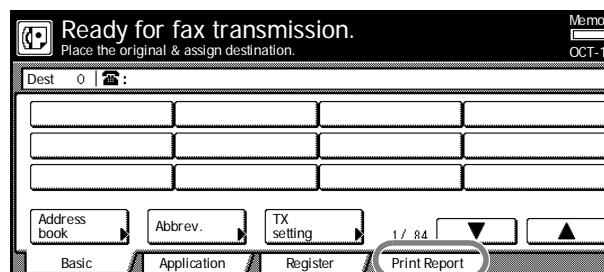 Ready for fax transmission.
Memo
Place the original & assign destination.
OCT-1
Dest 0 ☎:
Address book
Abbrev.
TX setting
1/ 84
Basic
Application
Register
Print Report